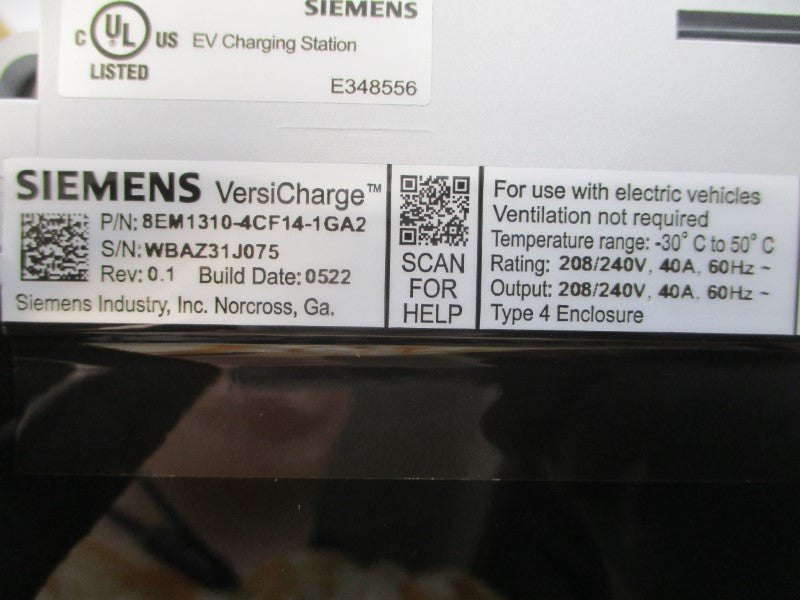 SIEMENS
C UL ® US EV Charging Station
LISTED
E348556
SIEMENS VersiCharge™
P/N: 8EM1310-4CF14-1GA2
S/N: WBAZ31J075
Rev: 0.1 Build Date: 0522
Siemens Industry, Inc. Norcross, Ga.
SCAN
FOR
HELP
For use with electric vehicles
Ventilation not required
Temperature range: -30° C to 50° C
Rating: 208/240V, 40A, 60Hz ~
Output: 208/240V, 40A, 60Hz ~
Type 4 Enclosure